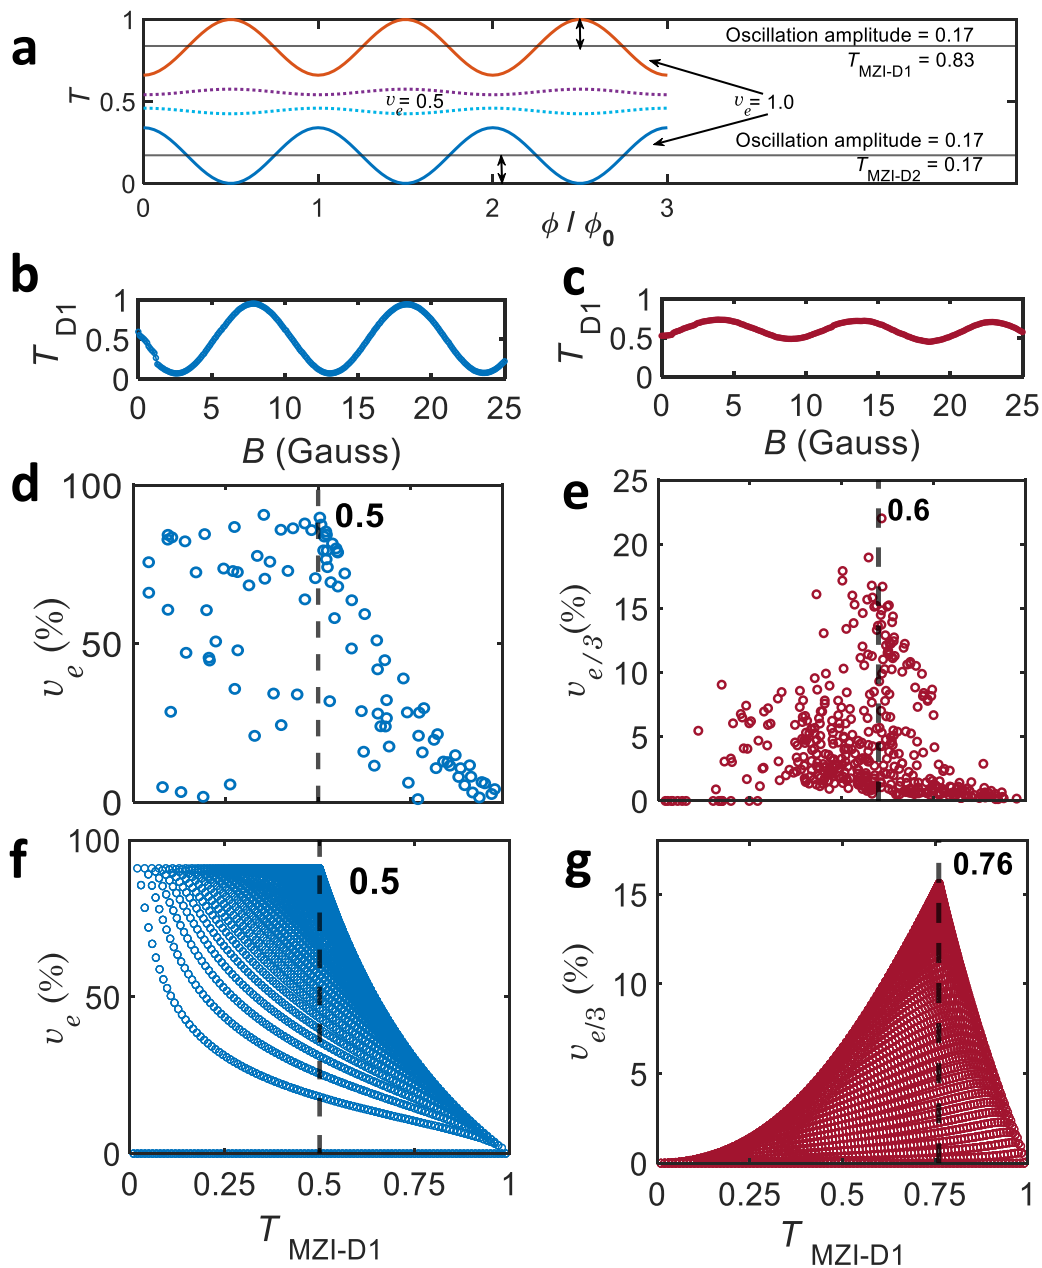 a
1
0.5
0
T
Oscillation amplitude = 0.17
T MZI-D1 = 0.83
υe = 0.5
υe = 1.0
Oscillation amplitude = 0.17
T MZI-D2 = 0.17
0 1 2 3
ϕ / ϕ0
b
1
0.5
0
T D1
0 5 10 15 20 25
B (Gauss)
c
1
0.5
0
T D1
0 5 10 15 20 25
B (Gauss)
d
100
50
0
υe (%)
0.5
e
25
20
15
10
5
0
υe/3(%)
0.6
f
100
50
0
υe (%)
0.5
0 0.25 0.5 0.75 1
T MZI-D1
g
15
10
5
0
υe/3 (%)
0.76
0 0.25 0.5 0.75 1
T MZI-D1